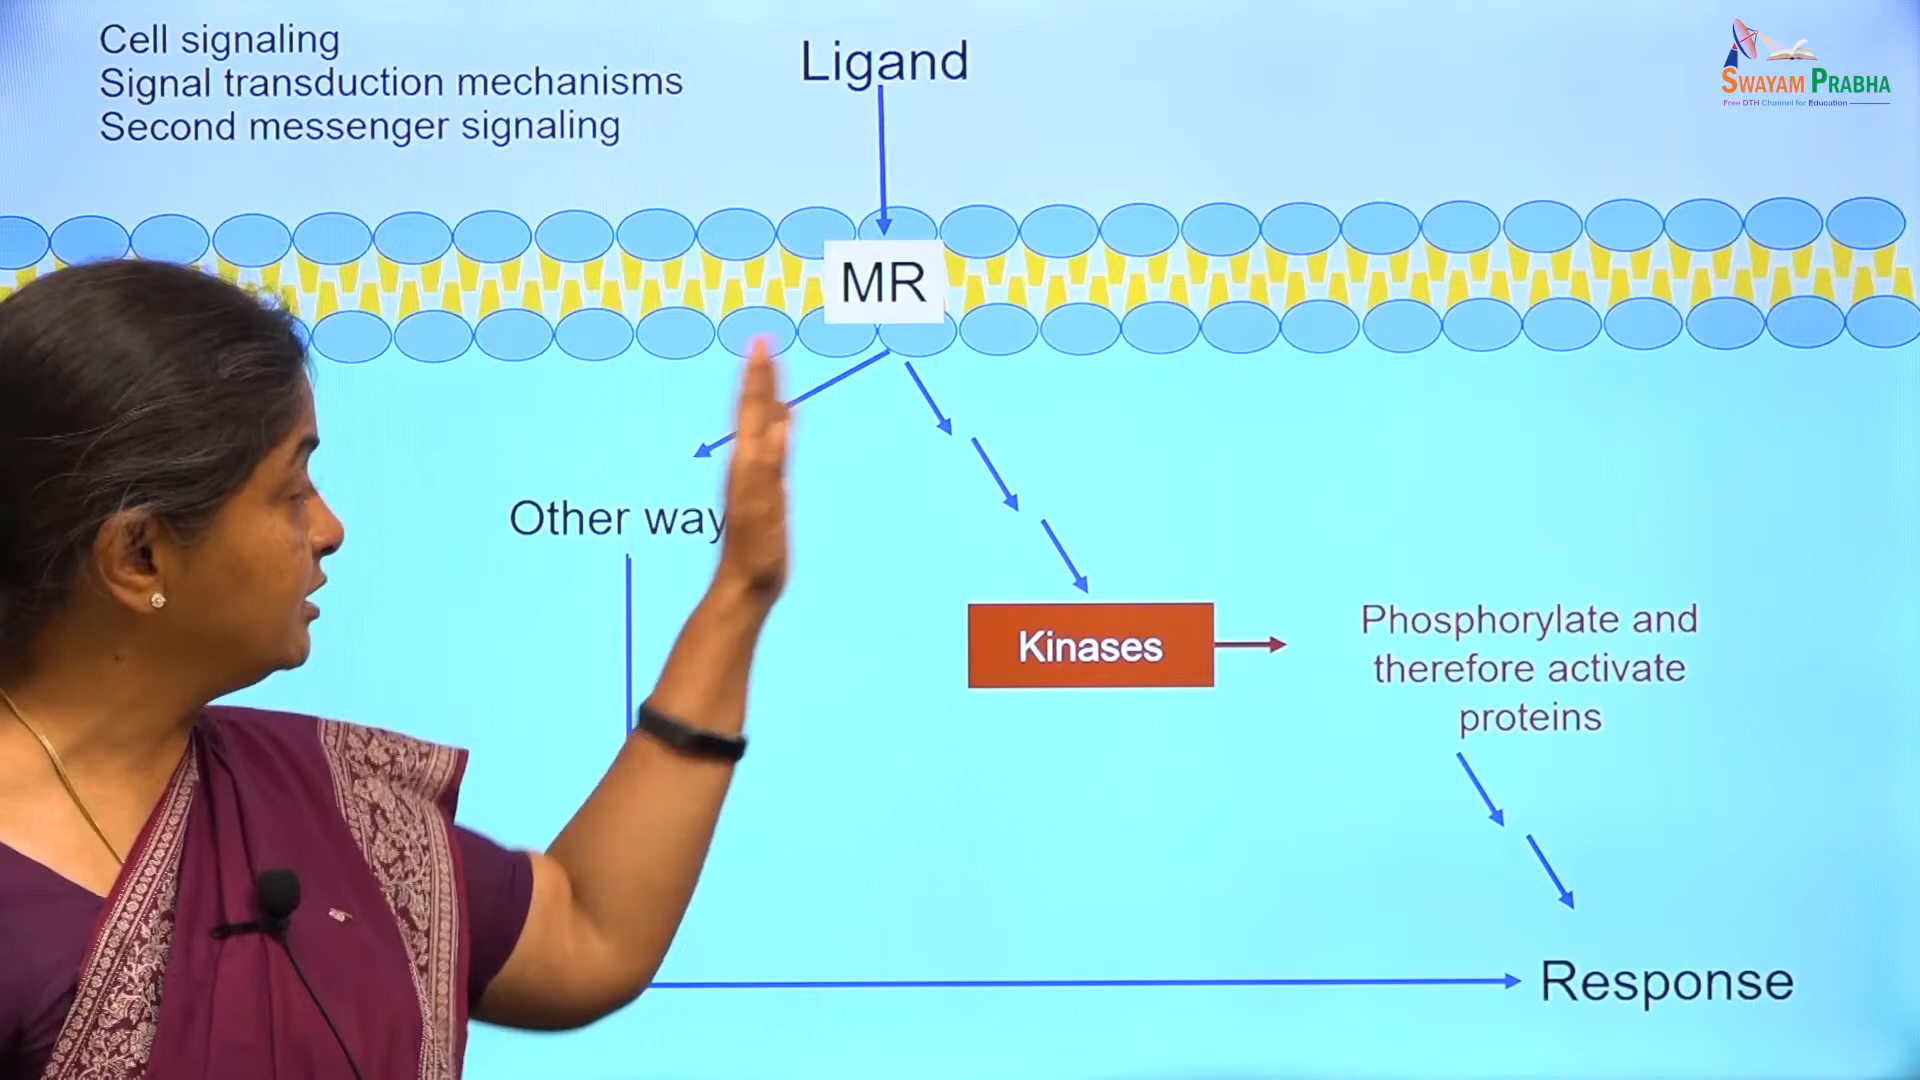 Cell signaling
Signal transduction mechanisms
Second messenger signaling
Ligand
SWAYAM PRABHA
Free DTH Channel for Education
MR
Other way
Kinases
Phosphorylate and
therefore activate
proteins
Response